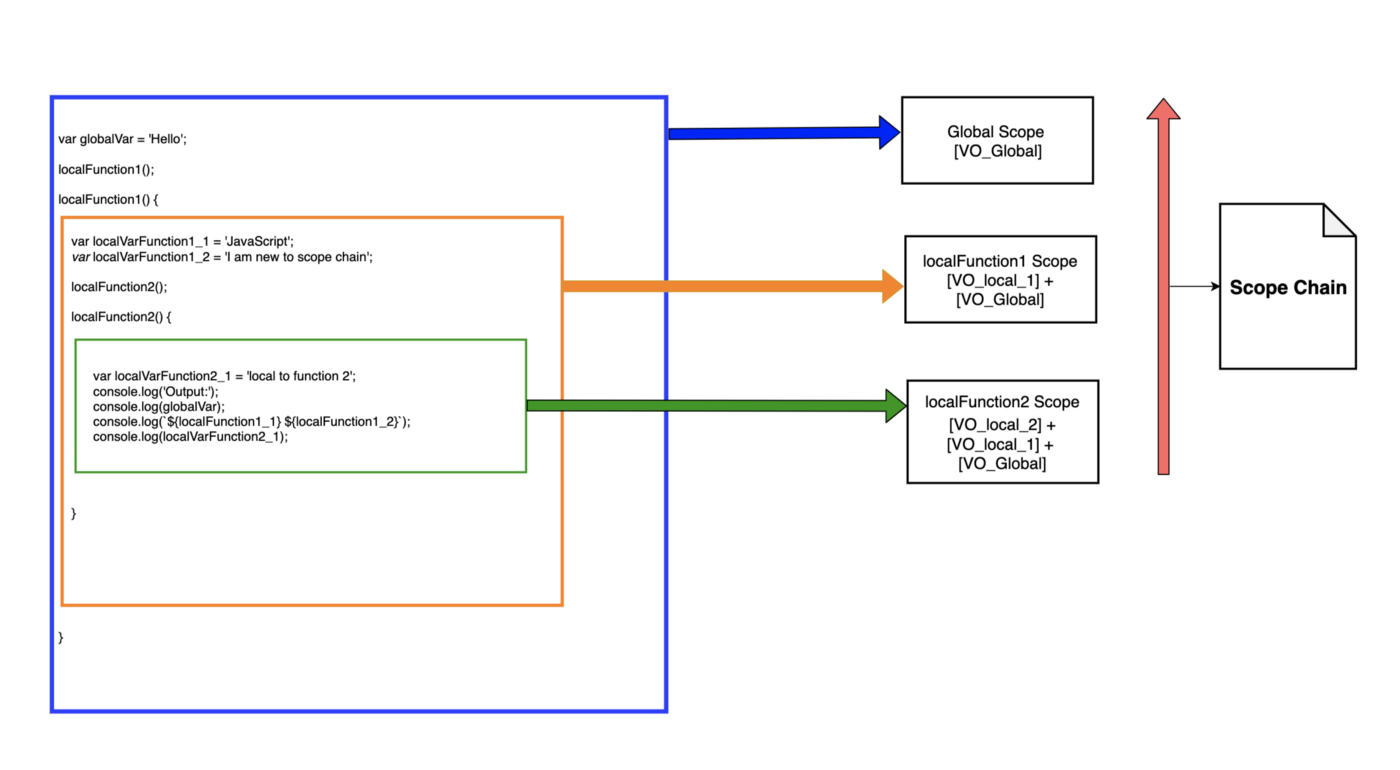 var globalVar = 'Hello';
localFunction1();
localFunction1() {
var localVarFunction1_1 = 'JavaScript';
var localVarFunction1_2 = 'I am new to scope chain';
localFunction2();
localFunction2() {
var localVarFunction2_1 = 'local to function 2';
console.log('Output:');
console.log(globalVar);
console.log(`${localFunction1_1} ${localFunction1_2}`);
console.log(localVarFunction2_1);
}
}
Global Scope
[VO_Global]
localFunction1 Scope
[VO_local_1] +
[VO_Global]
localFunction2 Scope
[VO_local_2] +
[VO_local_1] +
[VO_Global]
Scope Chain